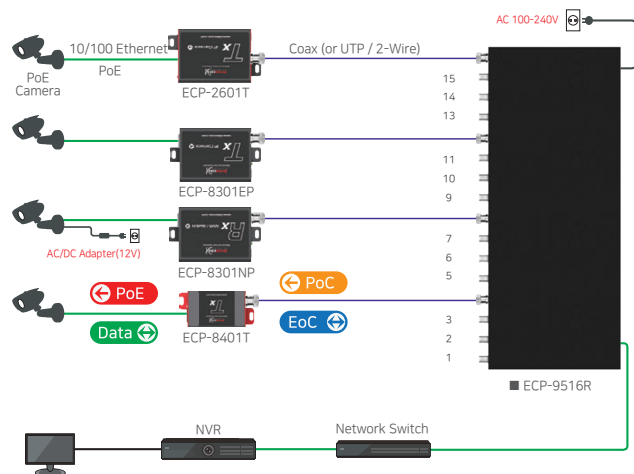 AC 100-240V
10/100 Ethernet
PoE
PoE
Camera
ECP-2601T
Coax (or UTP / 2-Wire)
15
14
13
ECP-8301EP
11
10
9
AC/DC Adapter(12V)
ECP-8301NP
7
6
5
PoE
Data
ECP-8401T
PoC
EoC
3
2
1
■ ECP-9516R
NVR
Network Switch